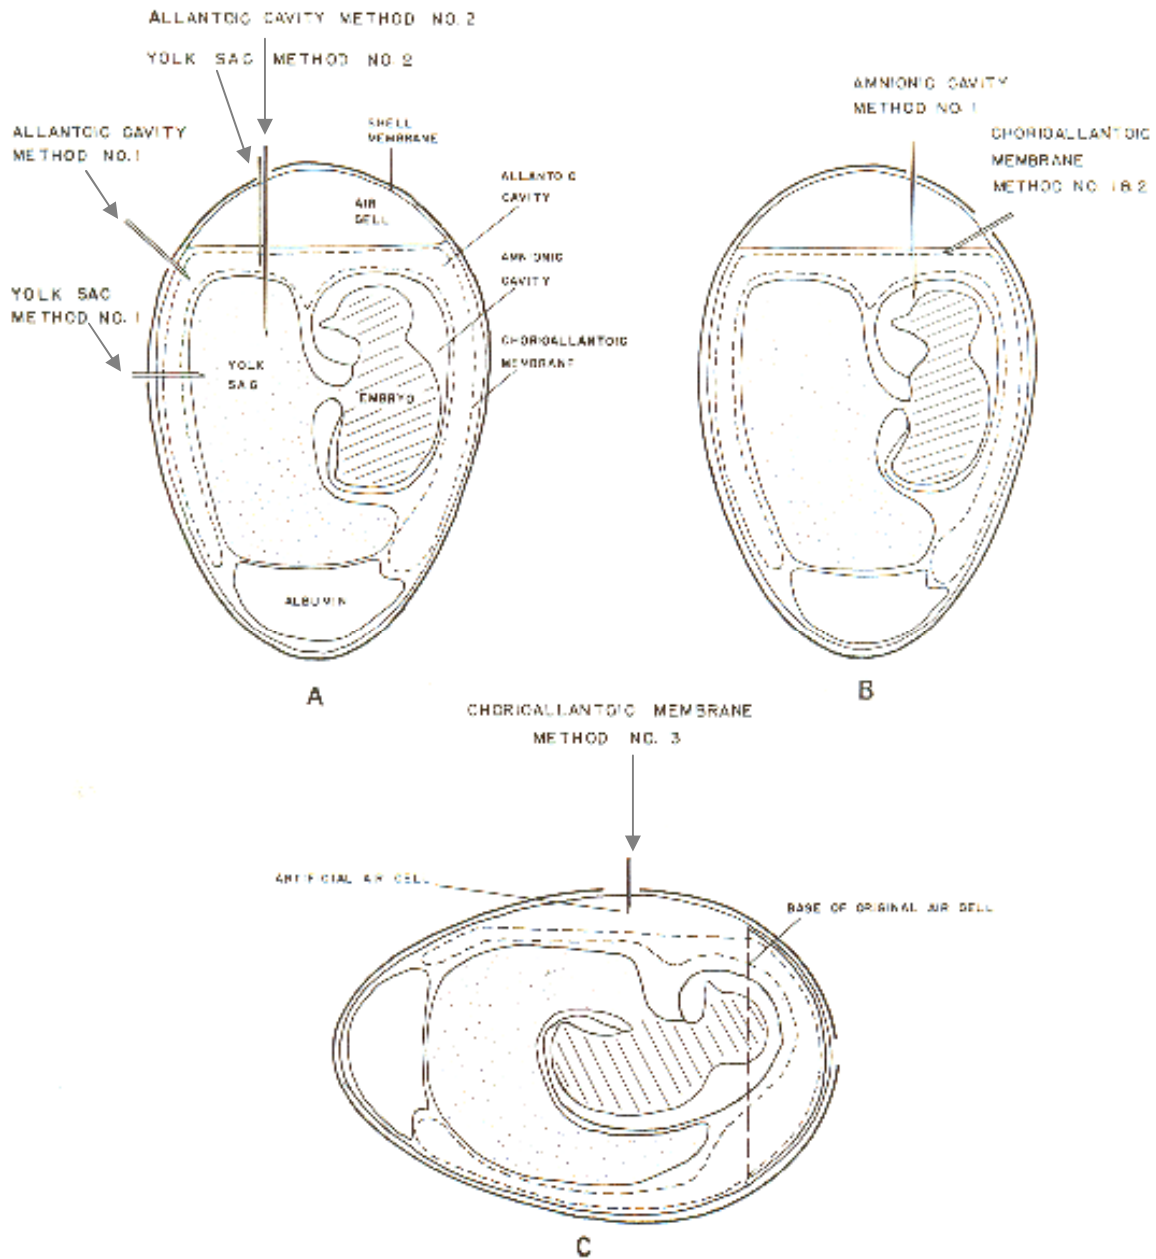 ALLANTOIC CAVITY METHOD NO. 2
YOLK SAC METHOD NO. 2
ALLANTOIC CAVITY
METHOD NO. 1
YOLK SAC
METHOD NO. 1
SHELL
MEMBRANE
AIR
CELL
ALLANTOIC
CAVITY
AMNIONIC
CAVITY
CHORIOALLANTOIC
MEMBRANE
YOLK
SAC
EMBRYO
ALBUMIN
A
AMNIONIC CAVITY
METHOD NO. 1
CHORIOALLANTOIC
MEMBRANE
METHOD NO. 1 & 2
B
CHORIOALLANTOIC MEMBRANE
METHOD NO. 3
ARTIFICIAL AIR CELL
BASE OF ORIGINAL AIR CELL
C